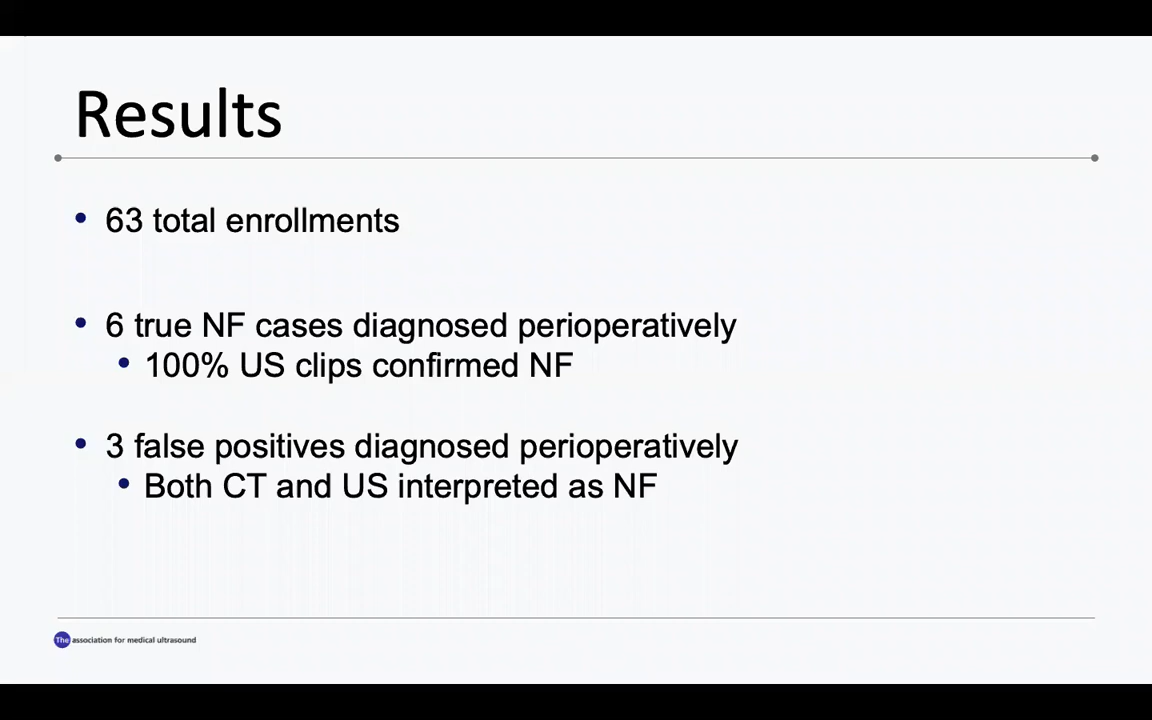 Results
• 63 total enrollments
• 6 true NF cases diagnosed perioperatively
• 100% US clips confirmed NF
• 3 false positives diagnosed perioperatively
• Both CT and US interpreted as NF
The association for medical ultrasound